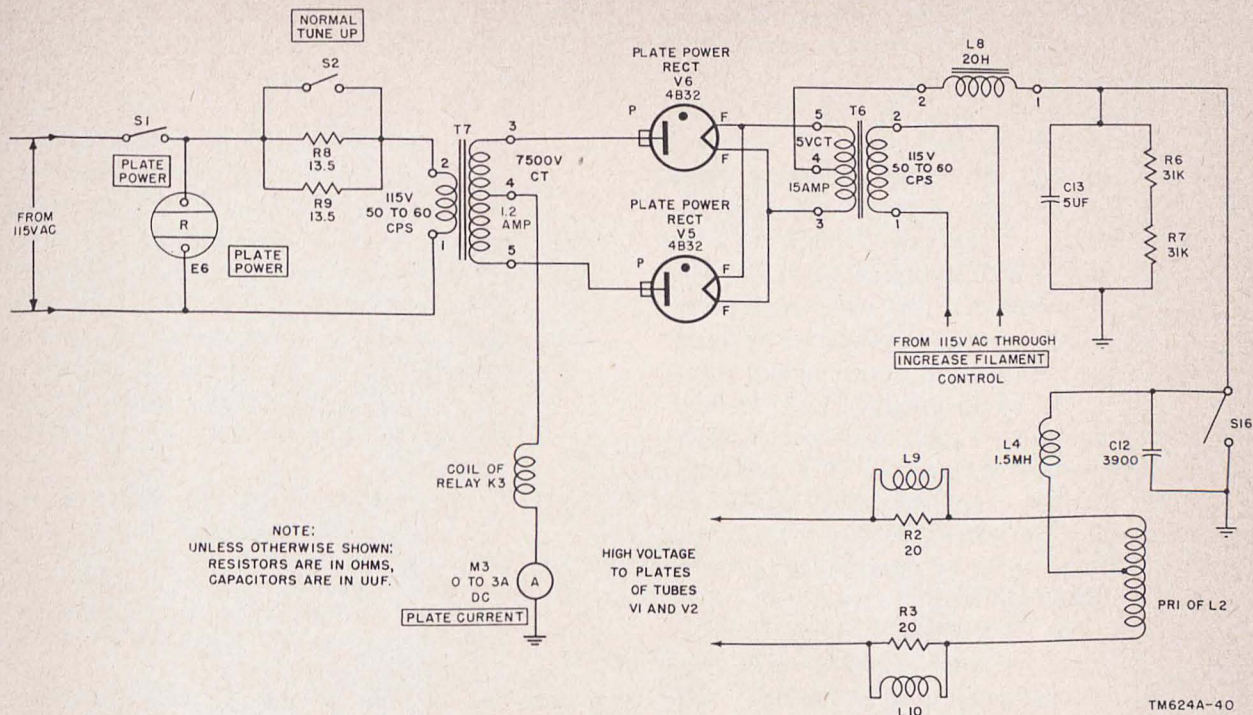 NORMAL
TUNE UP
S2
S1
PLATE
POWER
R8
13.5
R9
13.5
FROM
115V AC
R
E6
PLATE
POWER
2
T7
115V
50 TO 60
CPS
1
3
7500V
CT
4
1.2
AMP
5
PLATE POWER
RECT
V6
4B32
P
F
F
PLATE POWER
RECT
V5
4B32
P
F
F
5
T6
2
5VCT
4
15AMP
3
115V
50 TO 60
CPS
1
L8
20H
2
1
C13
5UF
R6
31K
R7
31K
FROM 115V AC THROUGH
INCREASE FILAMENT
CONTROL
S16
L4
1.5MH
C12
3900
COIL OF
RELAY K3
M3
0 TO 3A
DC
A
PLATE CURRENT
NOTE:
UNLESS OTHERWISE SHOWN:
RESISTORS ARE IN OHMS,
CAPACITORS ARE IN UUF.
HIGH VOLTAGE
TO PLATES
OF TUBES
V1 AND V2
L9
R2
20
R3
20
L10
PRI OF L2
TM624A-40